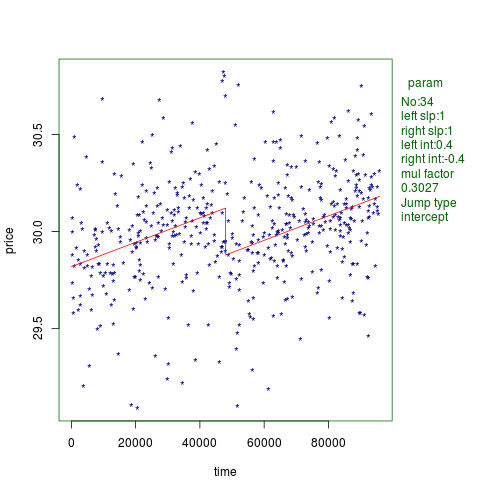 param
No:34
left slp:1
right slp:1
left int:0.4
right int:-0.4
mul factor
0.3027
Jump type
intercept
price
30.5
30.0
29.5
0 20000 40000 60000 80000
time